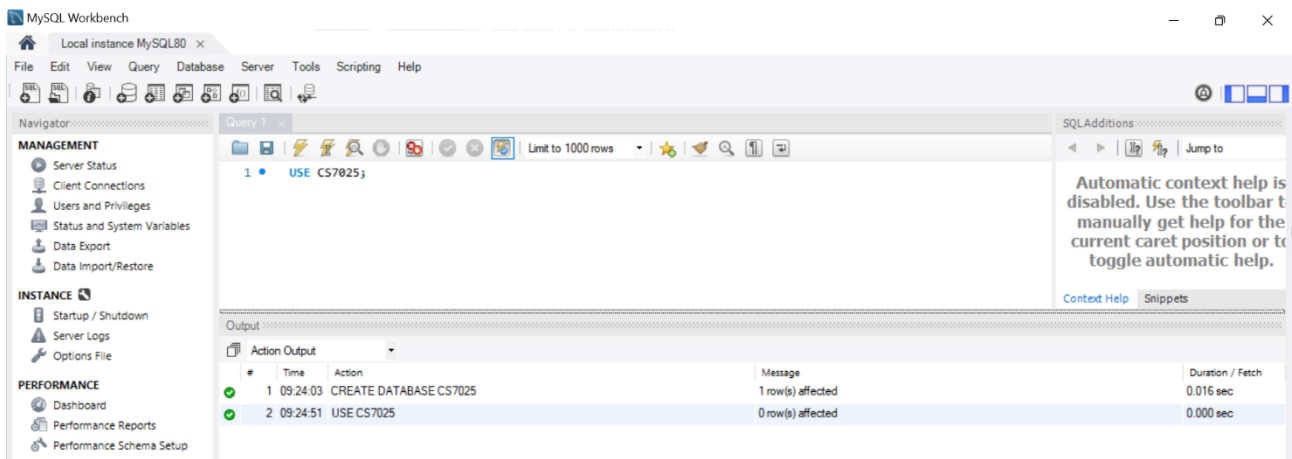 MySQL Workbench
Local instance MySQL80
File Edit View Query Database Server Tools Scripting Help
Navigator
MANAGEMENT
Server Status
Client Connections
Users and Privileges
Status and System Variables
Data Export
Data Import/Restore
INSTANCE
Startup / Shutdown
Server Logs
Options File
PERFORMANCE
Dashboard
Performance Reports
Performance Schema Setup
Query 1
Limit to 1000 rows
1 USE CS7025;
SQLAdditions
Jump to
Automatic context help is
disabled. Use the toolbar t
manually get help for the
current caret position or to
toggle automatic help.
Context Help Snippets
Output
Action Output
# Time Action Message Duration / Fetch
1 09:24:03 CREATE DATABASE CS7025 1 row(s) affected 0.016 sec
2 09:24:51 USE CS7025 0 row(s) affected 0.000 sec